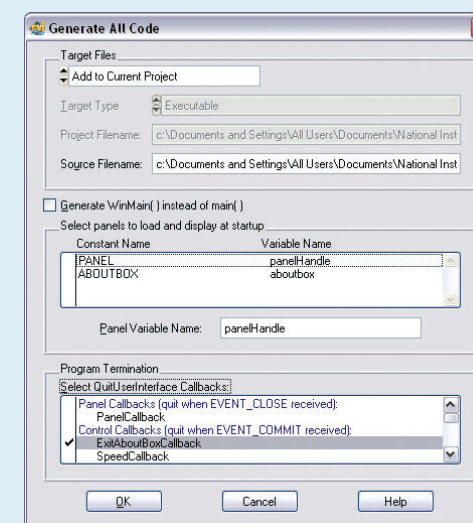 Generate All Code
Target Files
Add to Current Project
Target Type Executable
Project Filename: c:\Documents and Settings\All Users\Documents\National Inst
Source Filename: c:\Documents and Settings\All Users\Documents\National Inst
Generate WinMain( ) instead of main( )
Select panels to load and display at startup
Constant Name Variable Name
PANEL panelHandle
ABOUTBOX aboutbox
Panel Variable Name: panelHandle
Program Termination
Select QuitUserInterface Callbacks:
Panel Callbacks (quit when EVENT_CLOSE received):
PanelCallback
Control Callbacks (quit when EVENT_COMMIT received):
ExitAboutBoxCallback
SpeedCallback
OK Cancel Help